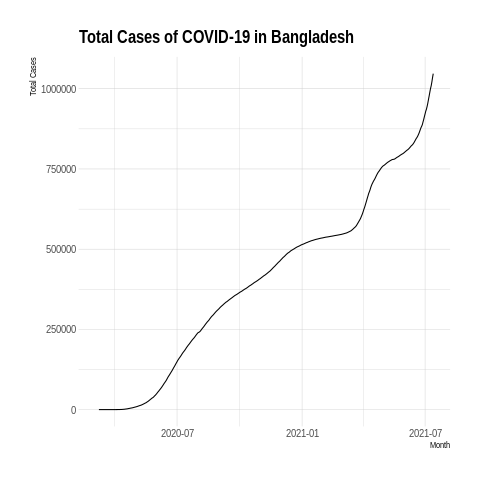 Total Cases of COVID-19 in Bangladesh
Total Cases
1000000
750000
500000
250000
0
2020-07
2021-01
2021-07
Month